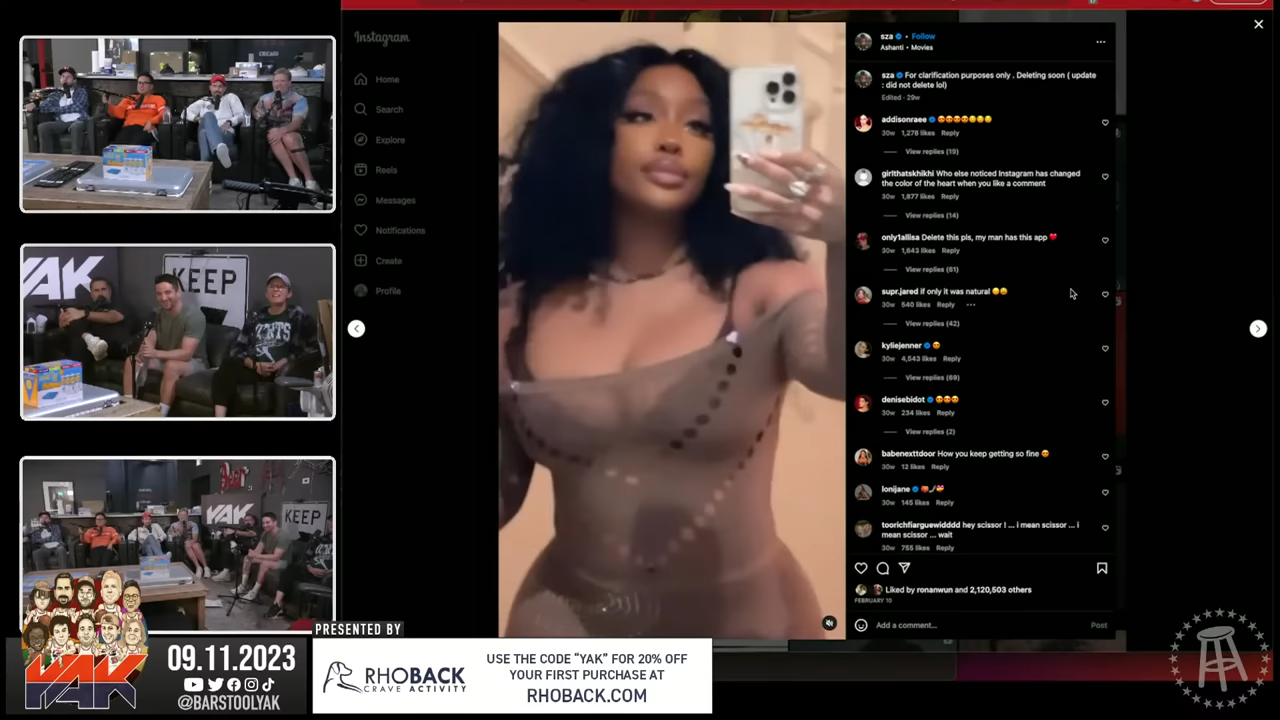 Instagram
Home
Search
Explore
Reels
Messages
Notifications
Create
Profile
sza • Follow
Ashanti • Movies
sza For clarification purposes only . Deleting soon ( update
: did not delete lol)
Edited · 29w
addisonraee 😍😍😍😍😍😍😍
30w 1,278 likes Reply
View replies (19)
girlthatskhikhi Who else noticed Instagram has changed
the color of the heart when you like a comment
30w 1,877 likes Reply
View replies (14)
only1allisa Delete this pls, my man has this app ❤️
30w 1,643 likes Reply
View replies (61)
supr.jared if only it was natural
30w 540 likes Reply
View replies (42)
kyliejenner 😍
30w 4,543 likes Reply
View replies (69)
denisebidot 😍😍😍
30w 234 likes Reply
View replies (2)
babenexttdoor How you keep getting so fine 😍
30w 12 likes Reply
lonijane
30w 145 likes Reply
toorichfiarguewidddd hey scissor ! ... i mean scissor ... i
mean scissor ... wait
30w 755 likes Reply
Liked by ronanwun and 2,120,503 others
FEBRUARY 10
Add a comment...
Post
YAK
KEEP
YAK
KEEP
PRESENTED BY
YAK
09.11.2023
@BARSTOOLYAK
RHOBACK
CRAVE ACTIVITY
USE THE CODE “YAK” FOR 20% OFF
YOUR FIRST PURCHASE AT
RHOBACK.COM